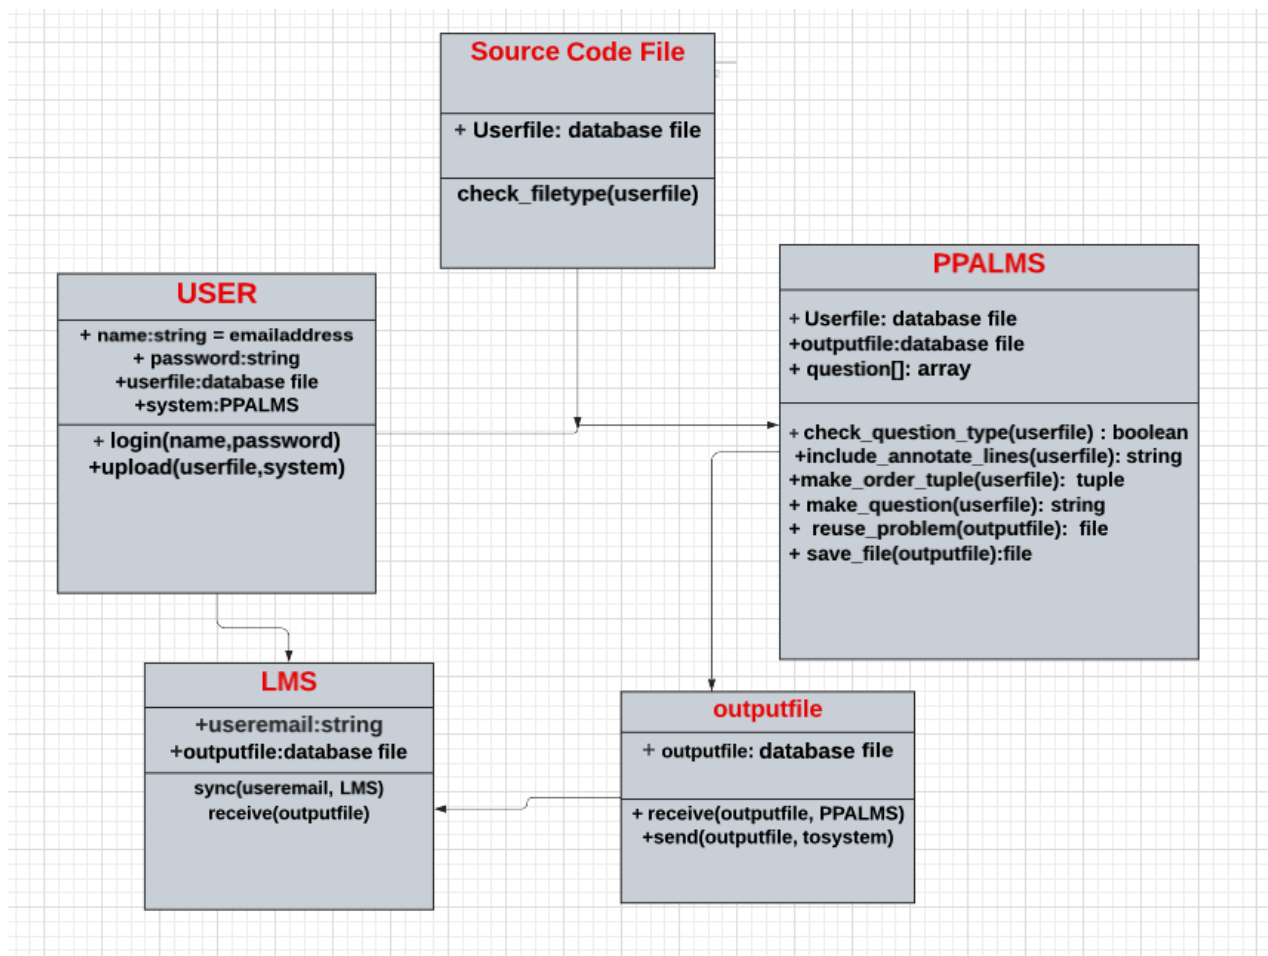 Source Code File
+ Userfile: database file
check_filetype(userfile)
USER
+ name:string = emailaddress
+ password:string
+userfile:database file
+system:PPALMS
+ login(name,password)
+upload(userfile,system)
PPALMS
+ Userfile: database file
+outputfile:database file
+ question[]: array
+ check_question_type(userfile) : boolean
+include_annotate_lines(userfile): string
+make_order_tuple(userfile): tuple
+ make_question(userfile): string
+ reuse_problem(outputfile): file
+ save_file(outputfile):file
LMS
+useremail:string
+outputfile:database file
sync(useremail, LMS)
receive(outputfile)
outputfile
+ outputfile: database file
+ receive(outputfile, PPALMS)
+send(outputfile, tosystem)